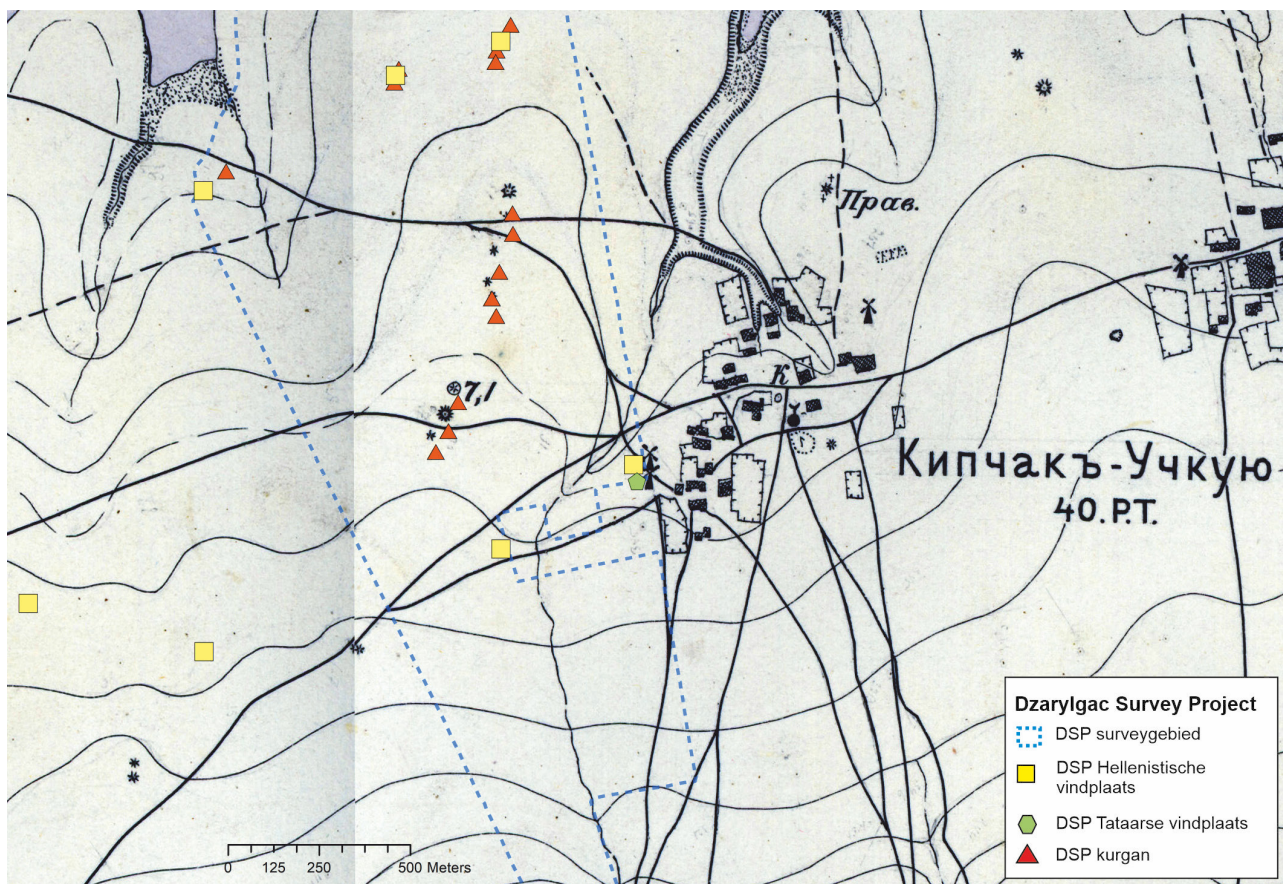 Прав.
7,1
К
Кипчакъ-Учкую
40.Р.Т.
Dzarylgac Survey Project
DSP surveygebied
DSP Hellenistische
vindplaats
DSP Tataarse vindplaats
DSP kurgan
0 125 250 500 Meters